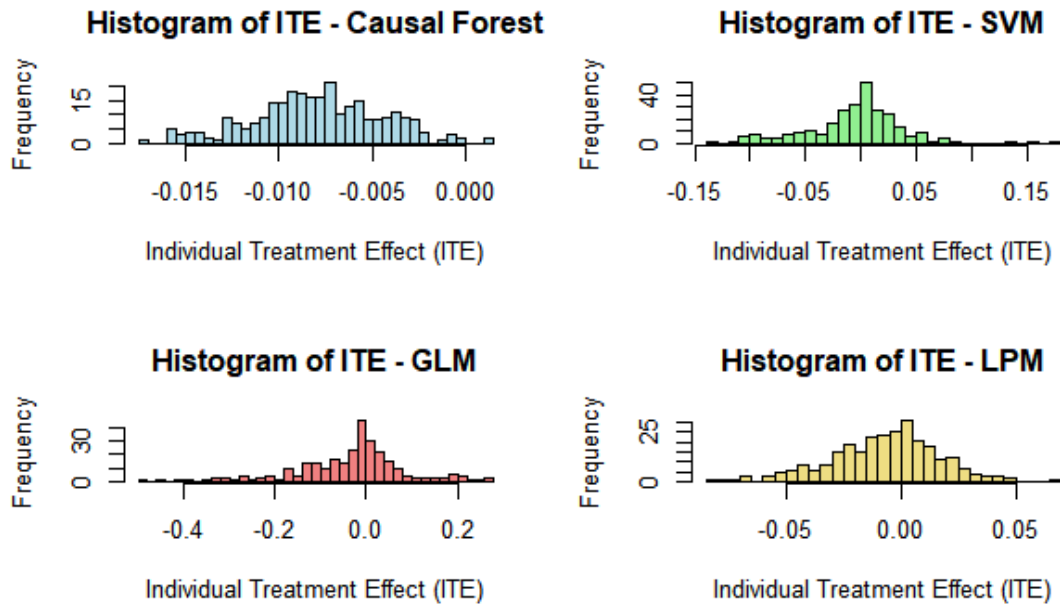 Histogram of ITE - Causal Forest
Frequency
0 15
-0.015 -0.010 -0.005 0.000
Individual Treatment Effect (ITE)
Histogram of ITE - SVM
Frequency
0 40
-0.15 -0.05 0.05 0.15
Individual Treatment Effect (ITE)
Histogram of ITE - GLM
Frequency
0 30
-0.4 -0.2 0.0 0.2
Individual Treatment Effect (ITE)
Histogram of ITE - LPM
Frequency
0 25
-0.05 0.00 0.05
Individual Treatment Effect (ITE)